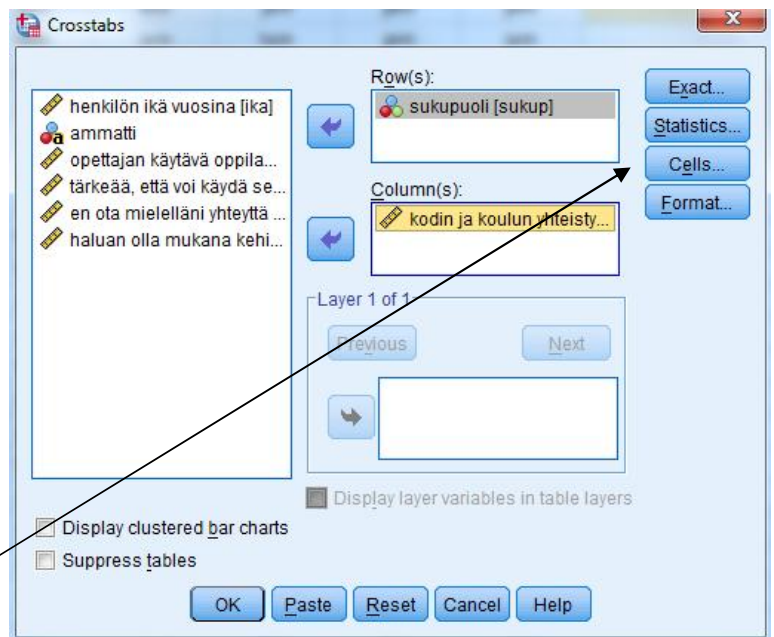 Crosstabs
henkilön ikä vuosina [ika]
ammatti
opettajan käytävä oppila...
tärkeää, että voi käydä se...
en ota mielelläni yhteyttä ...
haluan olla mukana kehi...
Row(s):
sukupuoli [sukup]
Column(s):
kodin ja koulun yhteisty...
Layer 1 of 1
Previous
Next
Display layer variables in table layers
Exact...
Statistics...
Cells...
Format...
Display clustered bar charts
Suppress tables
OK
Paste
Reset
Cancel
Help